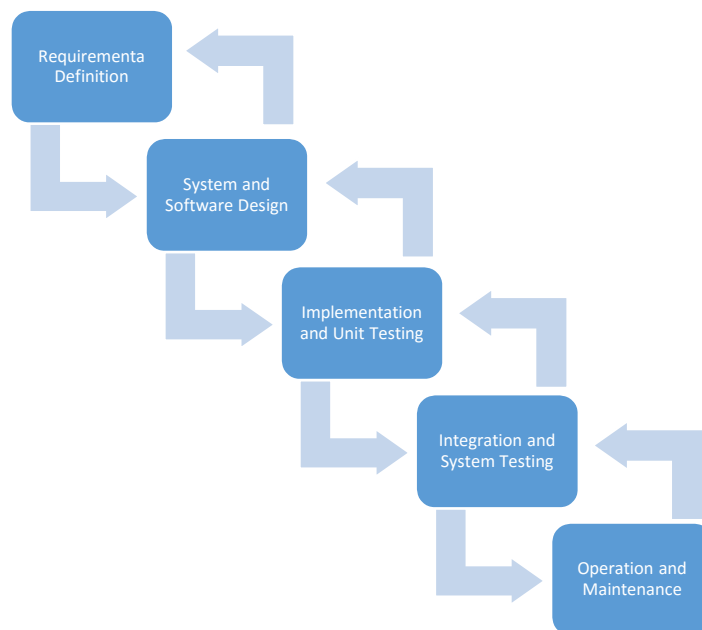 Requirementa
Definition
System and
Software Design
Implementation
and Unit Testing
Integration and
System Testing
Operation and
Maintenance